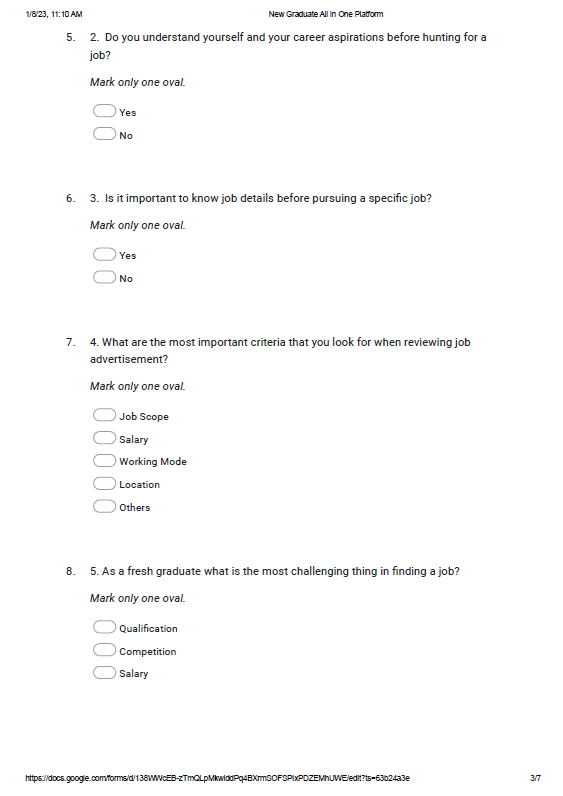 1/8/23, 11:10 AM New Graduate All In One Platform
5. 2. Do you understand yourself and your career aspirations before hunting for a
job?
Mark only one oval.
Yes
No
6. 3. Is it important to know job details before pursuing a specific job?
Mark only one oval.
Yes
No
7. 4. What are the most important criteria that you look for when reviewing job
advertisement?
Mark only one oval.
Job Scope
Salary
Working Mode
Location
Others
8. 5. As a fresh graduate what is the most challenging thing in finding a job?
Mark only one oval.
Qualification
Competition
Salary
https://docs.google.com/forms/d/138WWcEB-zTmQLpMkwiddPq4BXrmSOFSPIxPDZEMhUWE/edit?ts=63b24a3e 3/7